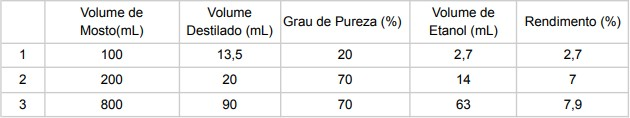 Volume de Mosto(mL) Volume Destilado (mL) Grau de Pureza (%) Volume de Etanol (mL) Rendimento (%)
1 100 13,5 20 2,7 2,7
2 200 20 70 14 7
3 800 90 70 63 7,9